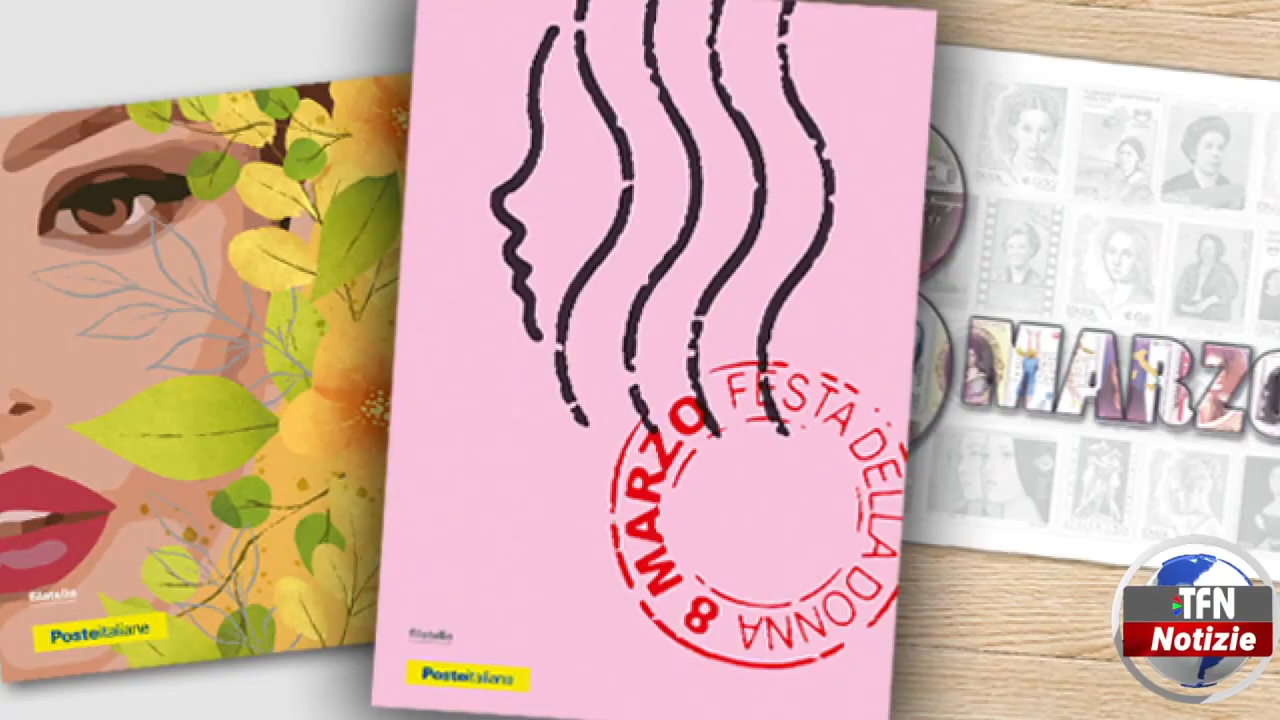 filatelia
Posteitaliane
8 MARZO FESTA DELLA DONNA
filatelia
Posteitaliane
MARZO
TFN
Notizie